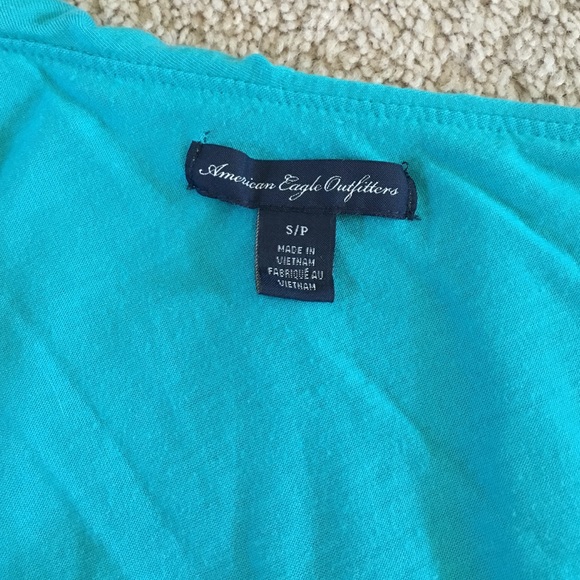 American Eagle Outfitters
S/P
MADE IN
VIETNAM
FABRIQUÉ AU
VIETNAM